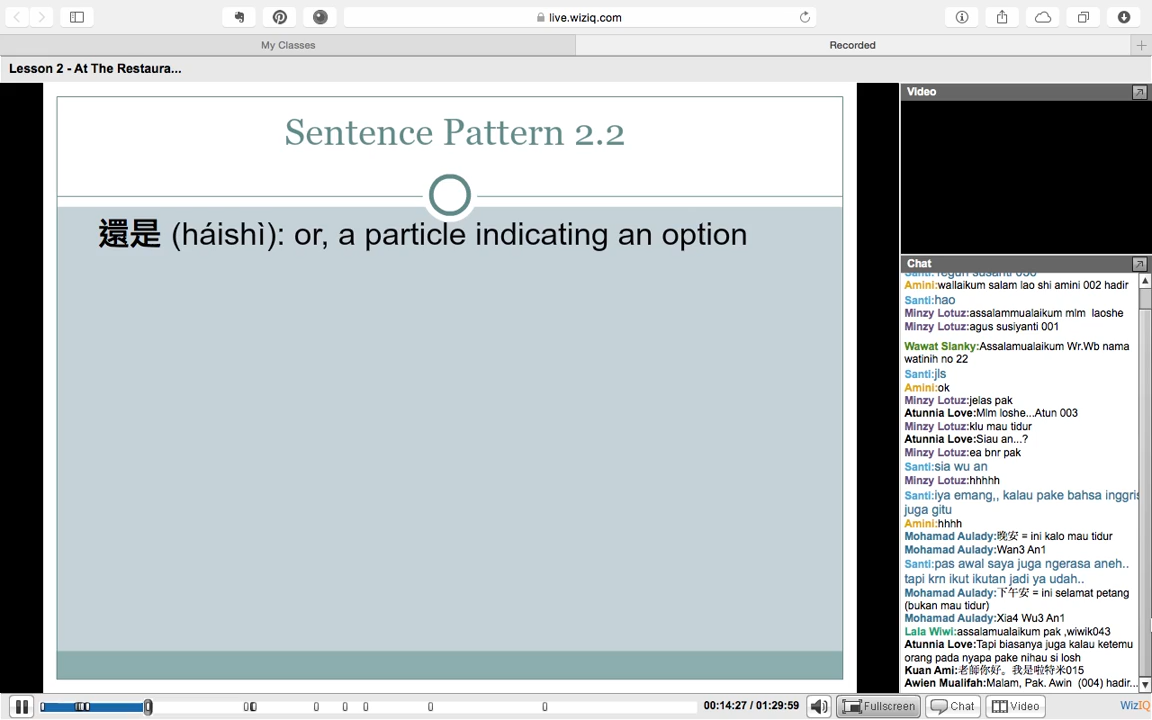 live.wiziq.com
My Classes
Recorded
Lesson 2 - At The Restaura...
Sentence Pattern 2.2
還是 (háishì): or, a particle indicating an option
Video
Chat
Amini:wallaikum salam lao shi amini 002 hadir
Santi:hao
Minzy Lotuz:assalammualaikum mlm laoshe
Minzy Lotuz:agus susiyanti 001
Wawat Slanky:Assalamualaikum Wr.Wb nama
watinih no 22
Santi:jls
Amini:ok
Minzy Lotuz:jelas pak
Atunnia Love:Mlm loshe...Atun 003
Minzy Lotuz:klu mau tidur
Atunnia Love:Siau an...?
Minzy Lotuz:ea bnr pak
Santi:sia wu an
Minzy Lotuz:hhhhh
Santi:iya emang,, kalau pake bahsa inggris
juga gitu
Amini:hhhh
Mohamad Aulady:晚安 = ini kalo mau tidur
Mohamad Aulady:Wan3 An1
Santi:pas awal saya juga ngerasa aneh..
tapi krn ikut ikutan jadi ya udah..
Mohamad Aulady:下午安 = ini selamat petang
(bukan mau tidur)
Mohamad Aulady:Xia4 Wu3 An1
Lala Wiwi:assalamualaikum pak ,wiwik043
Atunnia Love:Tapi biasanya juga kalau ketemu
orang pada nyapa pake nihau si losh
Kuan Ami:老師你好。我是啦特米015
Awien Mualifah:Malam, Pak. Awin (004) hadir...
00:14:27 / 01:29:59
Fullscreen
Chat
Video
WizIQ